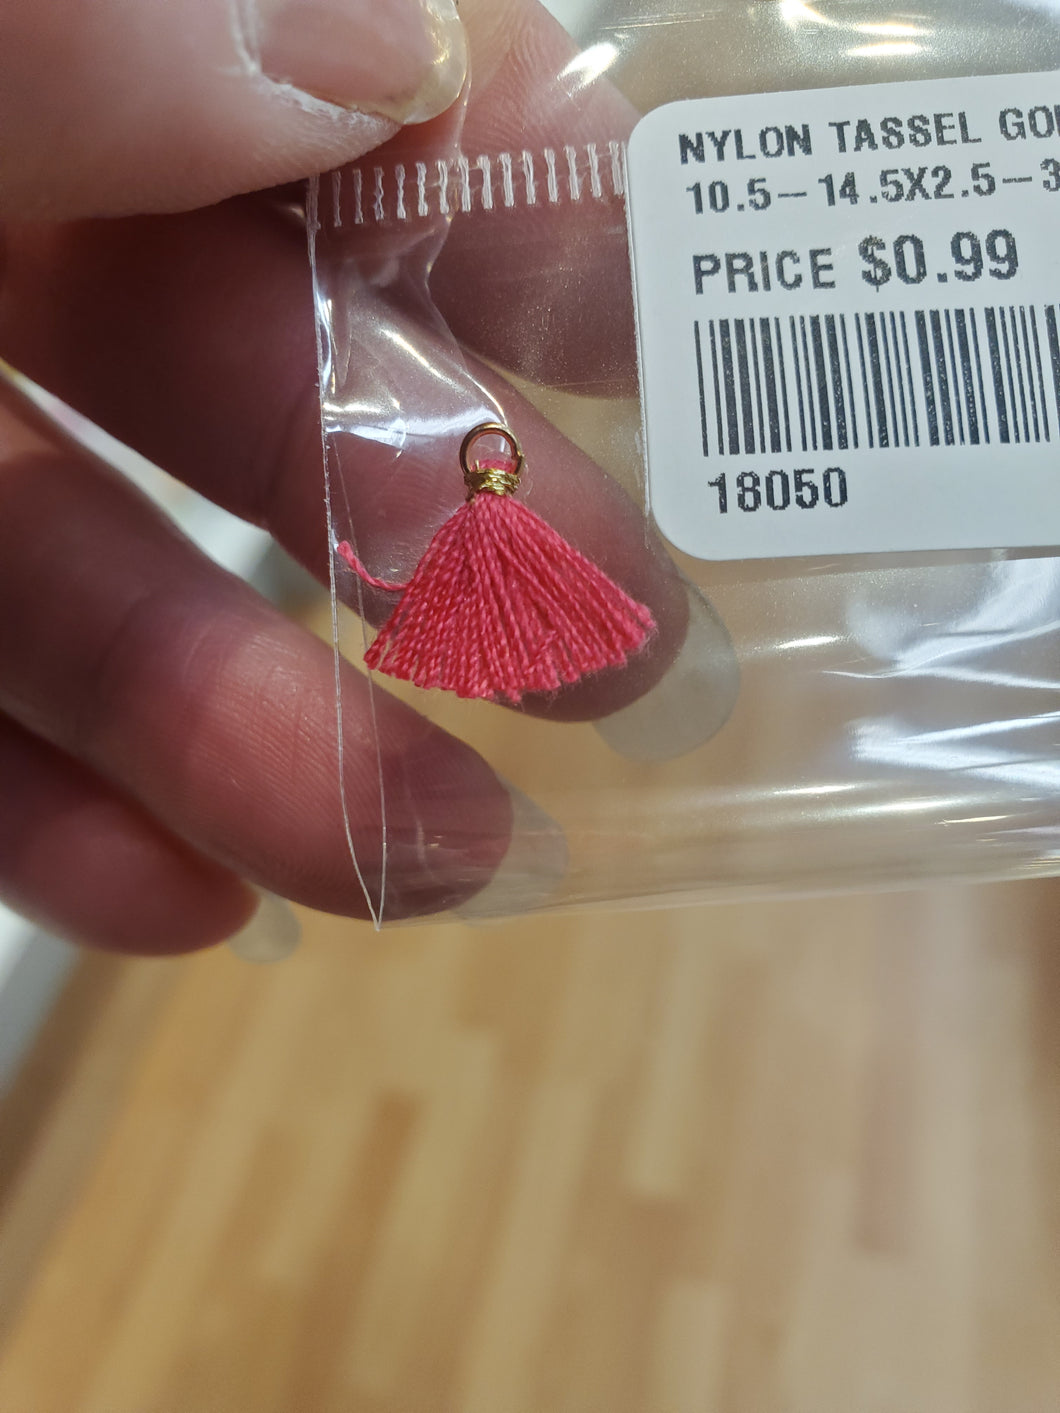 NYLON TASSEL GO
10.5-14.5X2.5-3
PRICE $0.99
18050